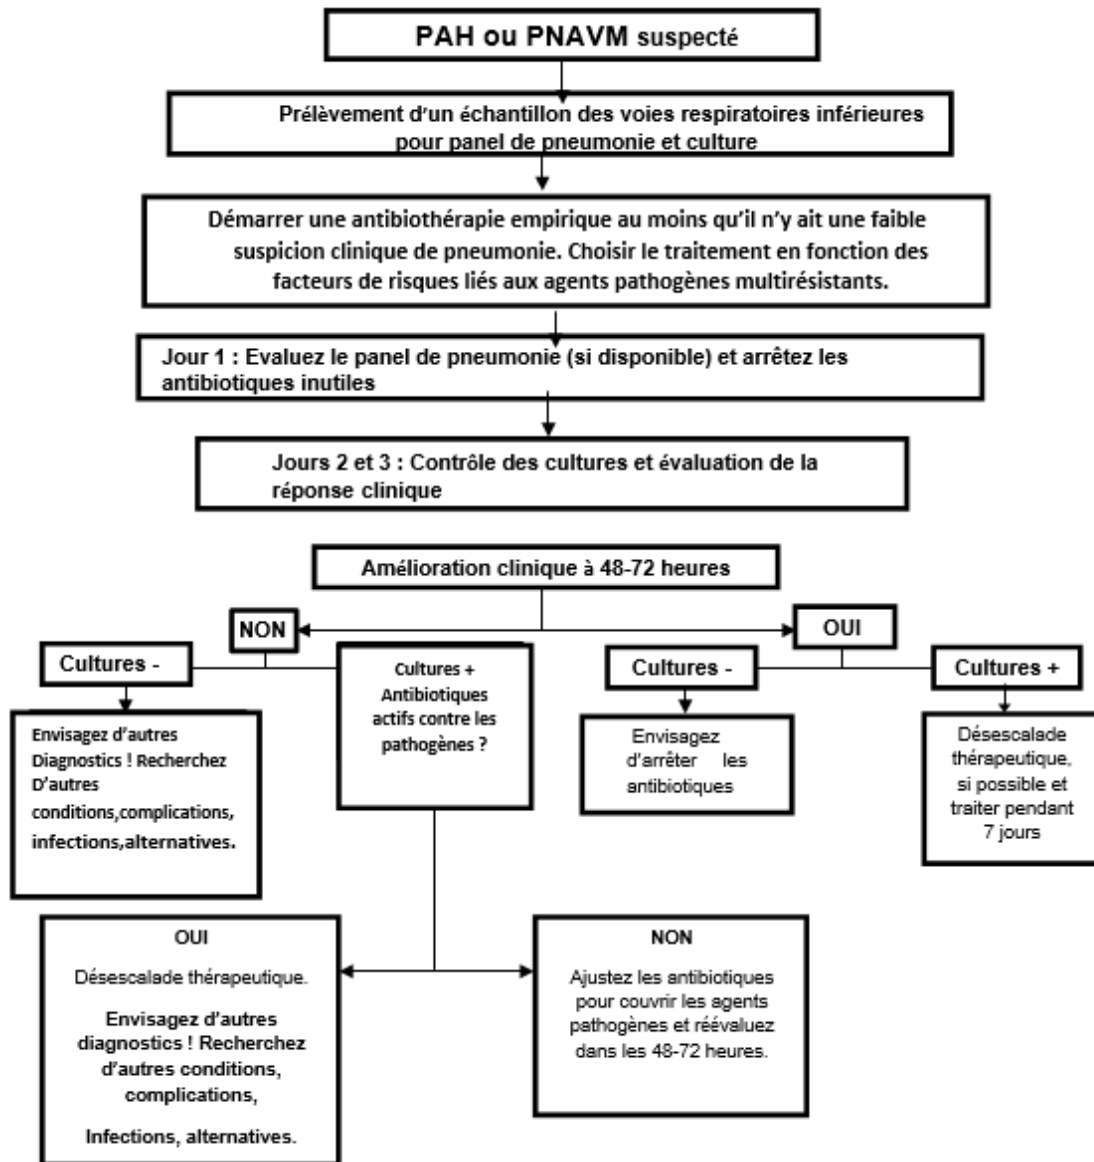 PAH ou PNAVM suspecté
Prélèvement d'un échantillon des voies respiratoires inférieures
pour panel de pneumonie et culture
Démarrer une antibiothérapie empirique au moins qu'il n'y ait une faible
suspicion clinique de pneumonie. Choisir le traitement en fonction des
facteurs de risques liés aux agents pathogènes multirésistants.
Jour 1 : Evaluez le panel de pneumonie (si disponible) et arrêtez les
antibiotiques inutiles
Jours 2 et 3 : Contrôle des cultures et évaluation de la
réponse clinique
Amélioration clinique à 48-72 heures
NON
OUI
Cultures -
Cultures +
Antibiotiques
actifs contre les
pathogènes ?
Cultures -
Cultures +
Envisagez d'autres
Diagnostics ! Recherchez
D'autres
conditions,complications,
infections,alternatives.
Envisagez
d'arrêter les
antibiotiques
Désescalade
thérapeutique,
si possible et
traiter pendant
7 jours
OUI
Désescalade thérapeutique.
Envisagez d'autres
diagnostics ! Recherchez
d'autres conditions,
complications,
Infections, alternatives.
NON
Ajustez les antibiotiques
pour couvrir les agents
pathogènes et réévaluez
dans les 48-72 heures.